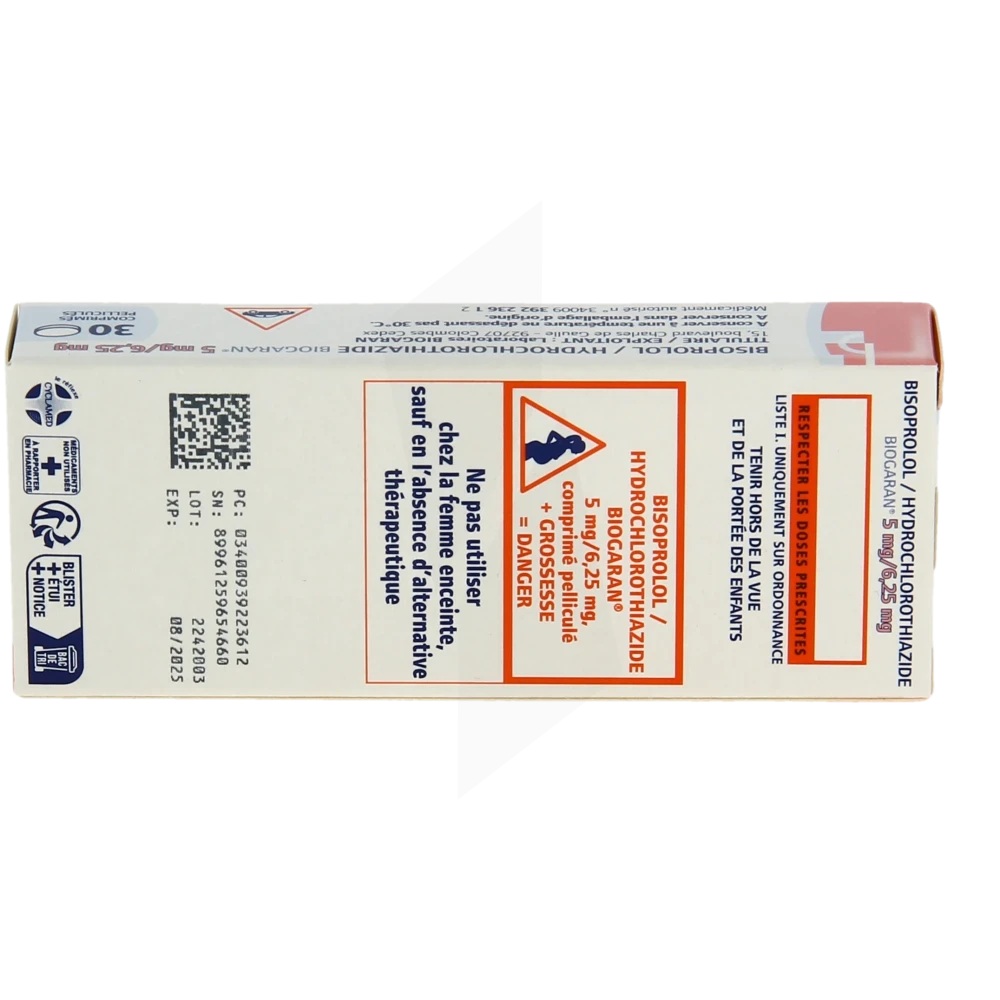 BISOPROLOL / HYDROCHLOROTHIAZIDE
BIOGARAN® 5 mg/6,25 mg
RESPECTER LES DOSES PRESCRITES
LISTE I. UNIQUEMENT SUR ORDONNANCE
TENIR HORS DE LA VUE
ET DE LA PORTÉE DES ENFANTS
BISOPROLOL /
HYDROCHLOROTHIAZIDE
BIOGARAN®
5 mg/6,25 mg,
comprimé pelliculé
+ GROSSESSE
= DANGER
Ne pas utiliser
chez la femme enceinte,
sauf en l'absence d'alternative
thérapeutique
PC: 03400939223612
SN: 89961259654660
LOT: 2242003
EXP: 08/2025
le réflexe
CYCLAMED
MÉDICAMENTS
NON UTILISÉS
+
À RAPPORTER
EN PHARMACIE
BLISTER
+ ÉTUI
+ NOTICE
BAC
DE
TRI
BISOPROLOL / HYDROCHLOROTHIAZIDE BIOGARAN® 5 mg/6,25 mg
TITULAIRE / EXPLOITANT : Laboratoires BIOGARAN
15, boulevard Charles de Gaulle - 92707 Colombes Cedex
A conserver à une température ne dépassant pas 30°C
dans l'emballage d'origine.
Médicament autorisé n° 34009 392 236 1 2
30 COMPRIMÉS
PELLICULÉS